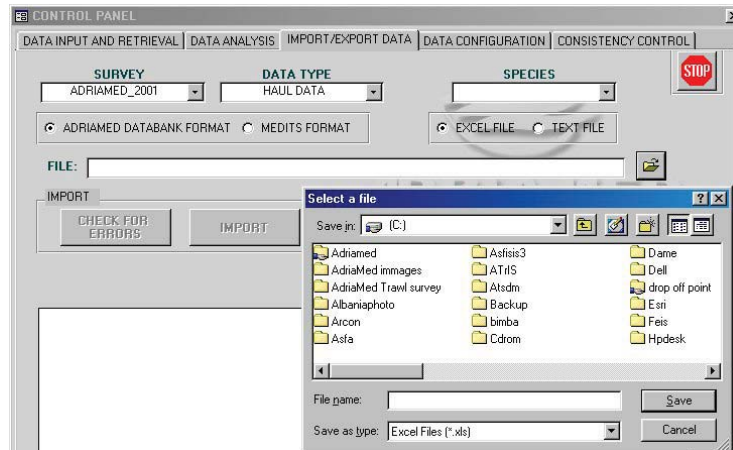 CONTROL PANEL
DATA INPUT AND RETRIEVAL DATA ANALYSIS IMPORT/EXPORT DATA DATA CONFIGURATION CONSISTENCY CONTROL
SURVEY DATA TYPE SPECIES STOP
ADRIAMED_2001 HAUL DATA
ADRIAMED DATABANK FORMAT MEDITS FORMAT EXCEL FILE TEXT FILE
FILE:
IMPORT
CHECK FOR
ERRORS
IMPORT
Select a file
Save in: (C:)
Adriamed Asfisis3 Dame
AdriaMed immages ATrIS Dell
AdriaMed Trawl survey Atsdm drop off point
Albaniaphoto Backup Esri
Arcon bimba Feis
Asfa Cdrom Hpdesk
File name: Save
Save as type: Excel Files (*.xls) Cancel